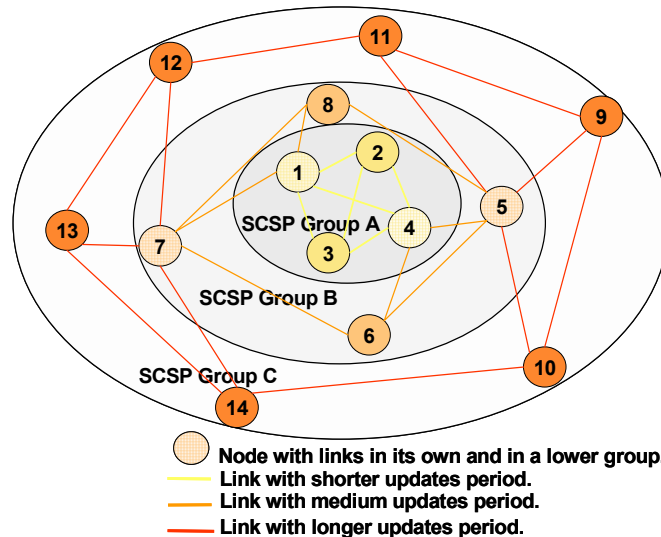 11
12
8
9
2
1
5
SCSP Group A
4
13
7
3
SCSP Group B
6
10
SCSP Group C
14
Node with links in its own and in a lower group.
Link with shorter updates period.
Link with medium updates period.
Link with longer updates period.